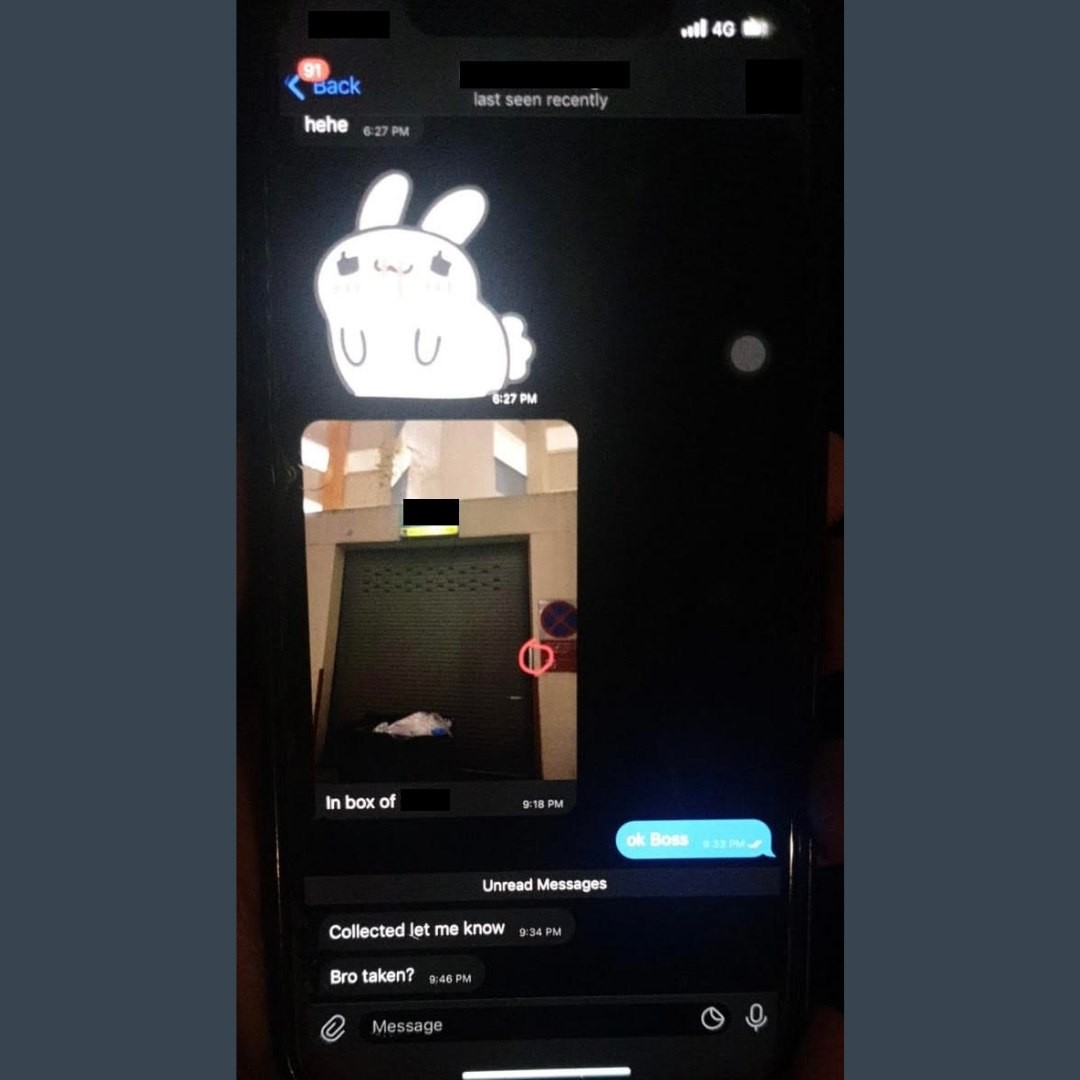 4G
91
Back
last seen recently
hehe 6:27 PM
6:27 PM
In box of
9:18 PM
ok Boss 9:33 PM
Unread Messages
Collected let me know 9:34 PM
Bro taken? 9:46 PM
Message